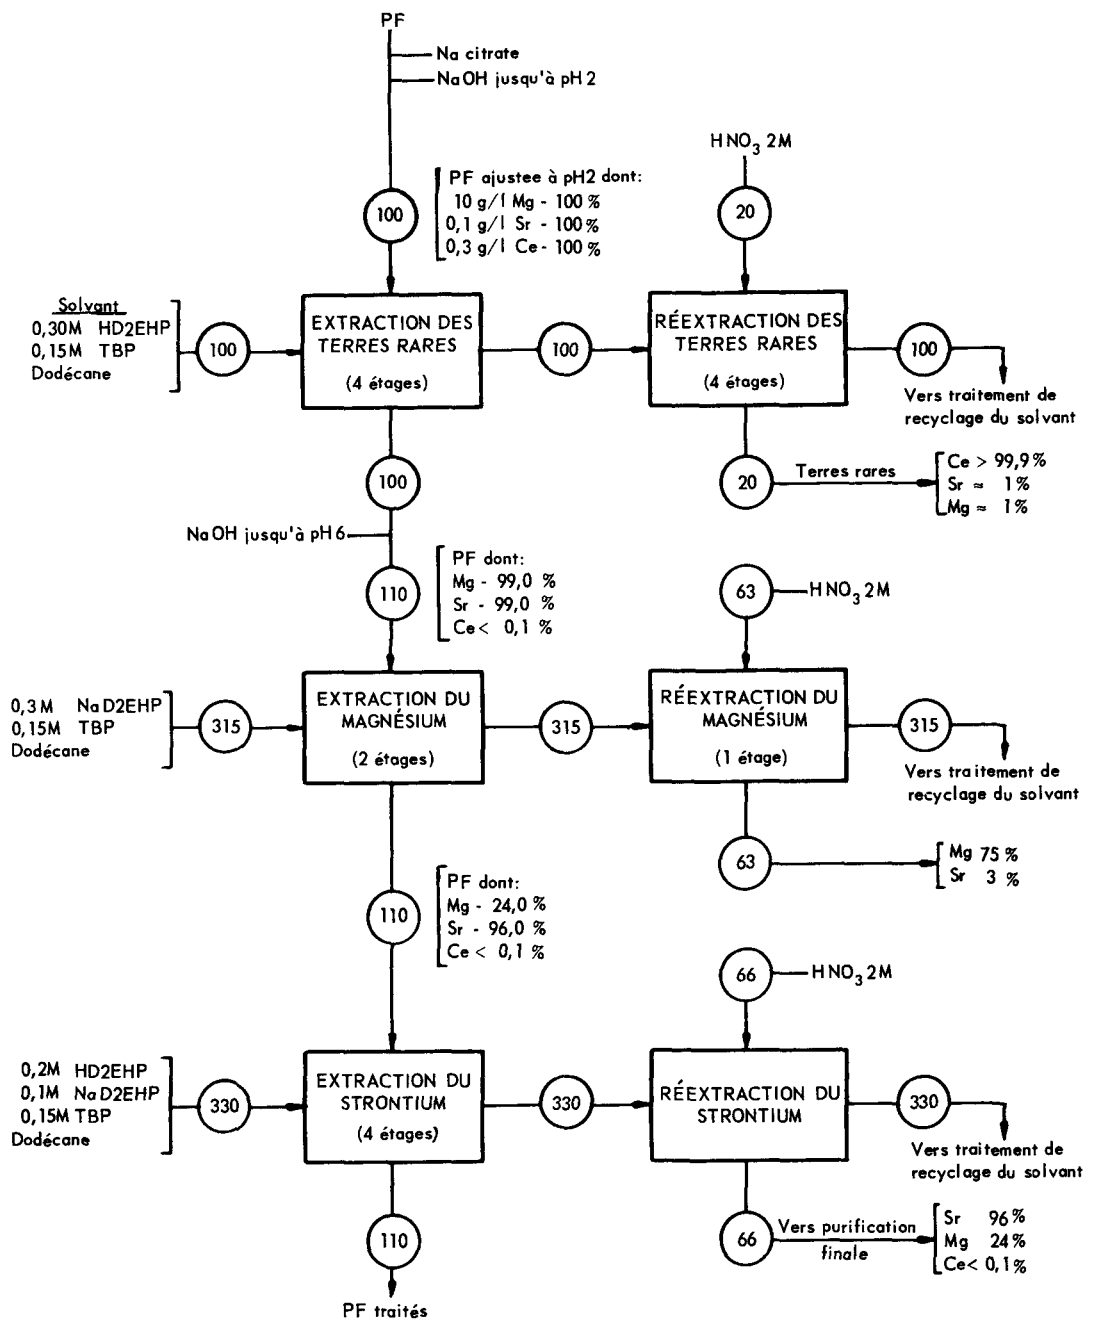 PF
Na citrate
NaOH jusqu'à pH2
PF ajustee à pH2 dont:
10 g/l Mg - 100 %
0,1 g/l Sr - 100%
0,3 g/l Ce - 100%
100
HNO3 2M
20
Solvant
0,30M HD2EHP
0,15M TBP
Dodécane
100
EXTRACTION DES
TERRES RARES
(4 étages)
100
RÉEXTRACTION DES
TERRES RARES
(4 étages)
100
Vers traitement de
recyclage du solvant
100
20
Terres rares
Ce > 99,9%
Sr ≈ 1%
Mg ≈ 1%
NaOH jusqu'à pH6
110
PF dont:
Mg - 99,0 %
Sr - 99,0 %
Ce < 0,1 %
63
HNO3 2M
0,3M NaD2EHP
0,15M TBP
Dodécane
315
EXTRACTION DU
MAGNÉSIUM
(2 étages)
315
RÉEXTRACTION DU
MAGNÉSIUM
(1 étage)
315
Vers traitement de
recyclage du solvant
63
Mg 75%
Sr 3 %
110
PF dont:
Mg - 24,0 %
Sr - 96,0 %
Ce < 0,1 %
66
HNO3 2M
0,2M HD2EHP
0,1M NaD2EHP
0,15M TBP
Dodécane
330
EXTRACTION DU
STRONTIUM
(4 étages)
330
RÉEXTRACTION DU
STRONTIUM
330
Vers traitement de
recyclage du solvant
110
66
Vers purification
finale
Sr 96%
Mg 24%
Ce < 0,1%
PF traités